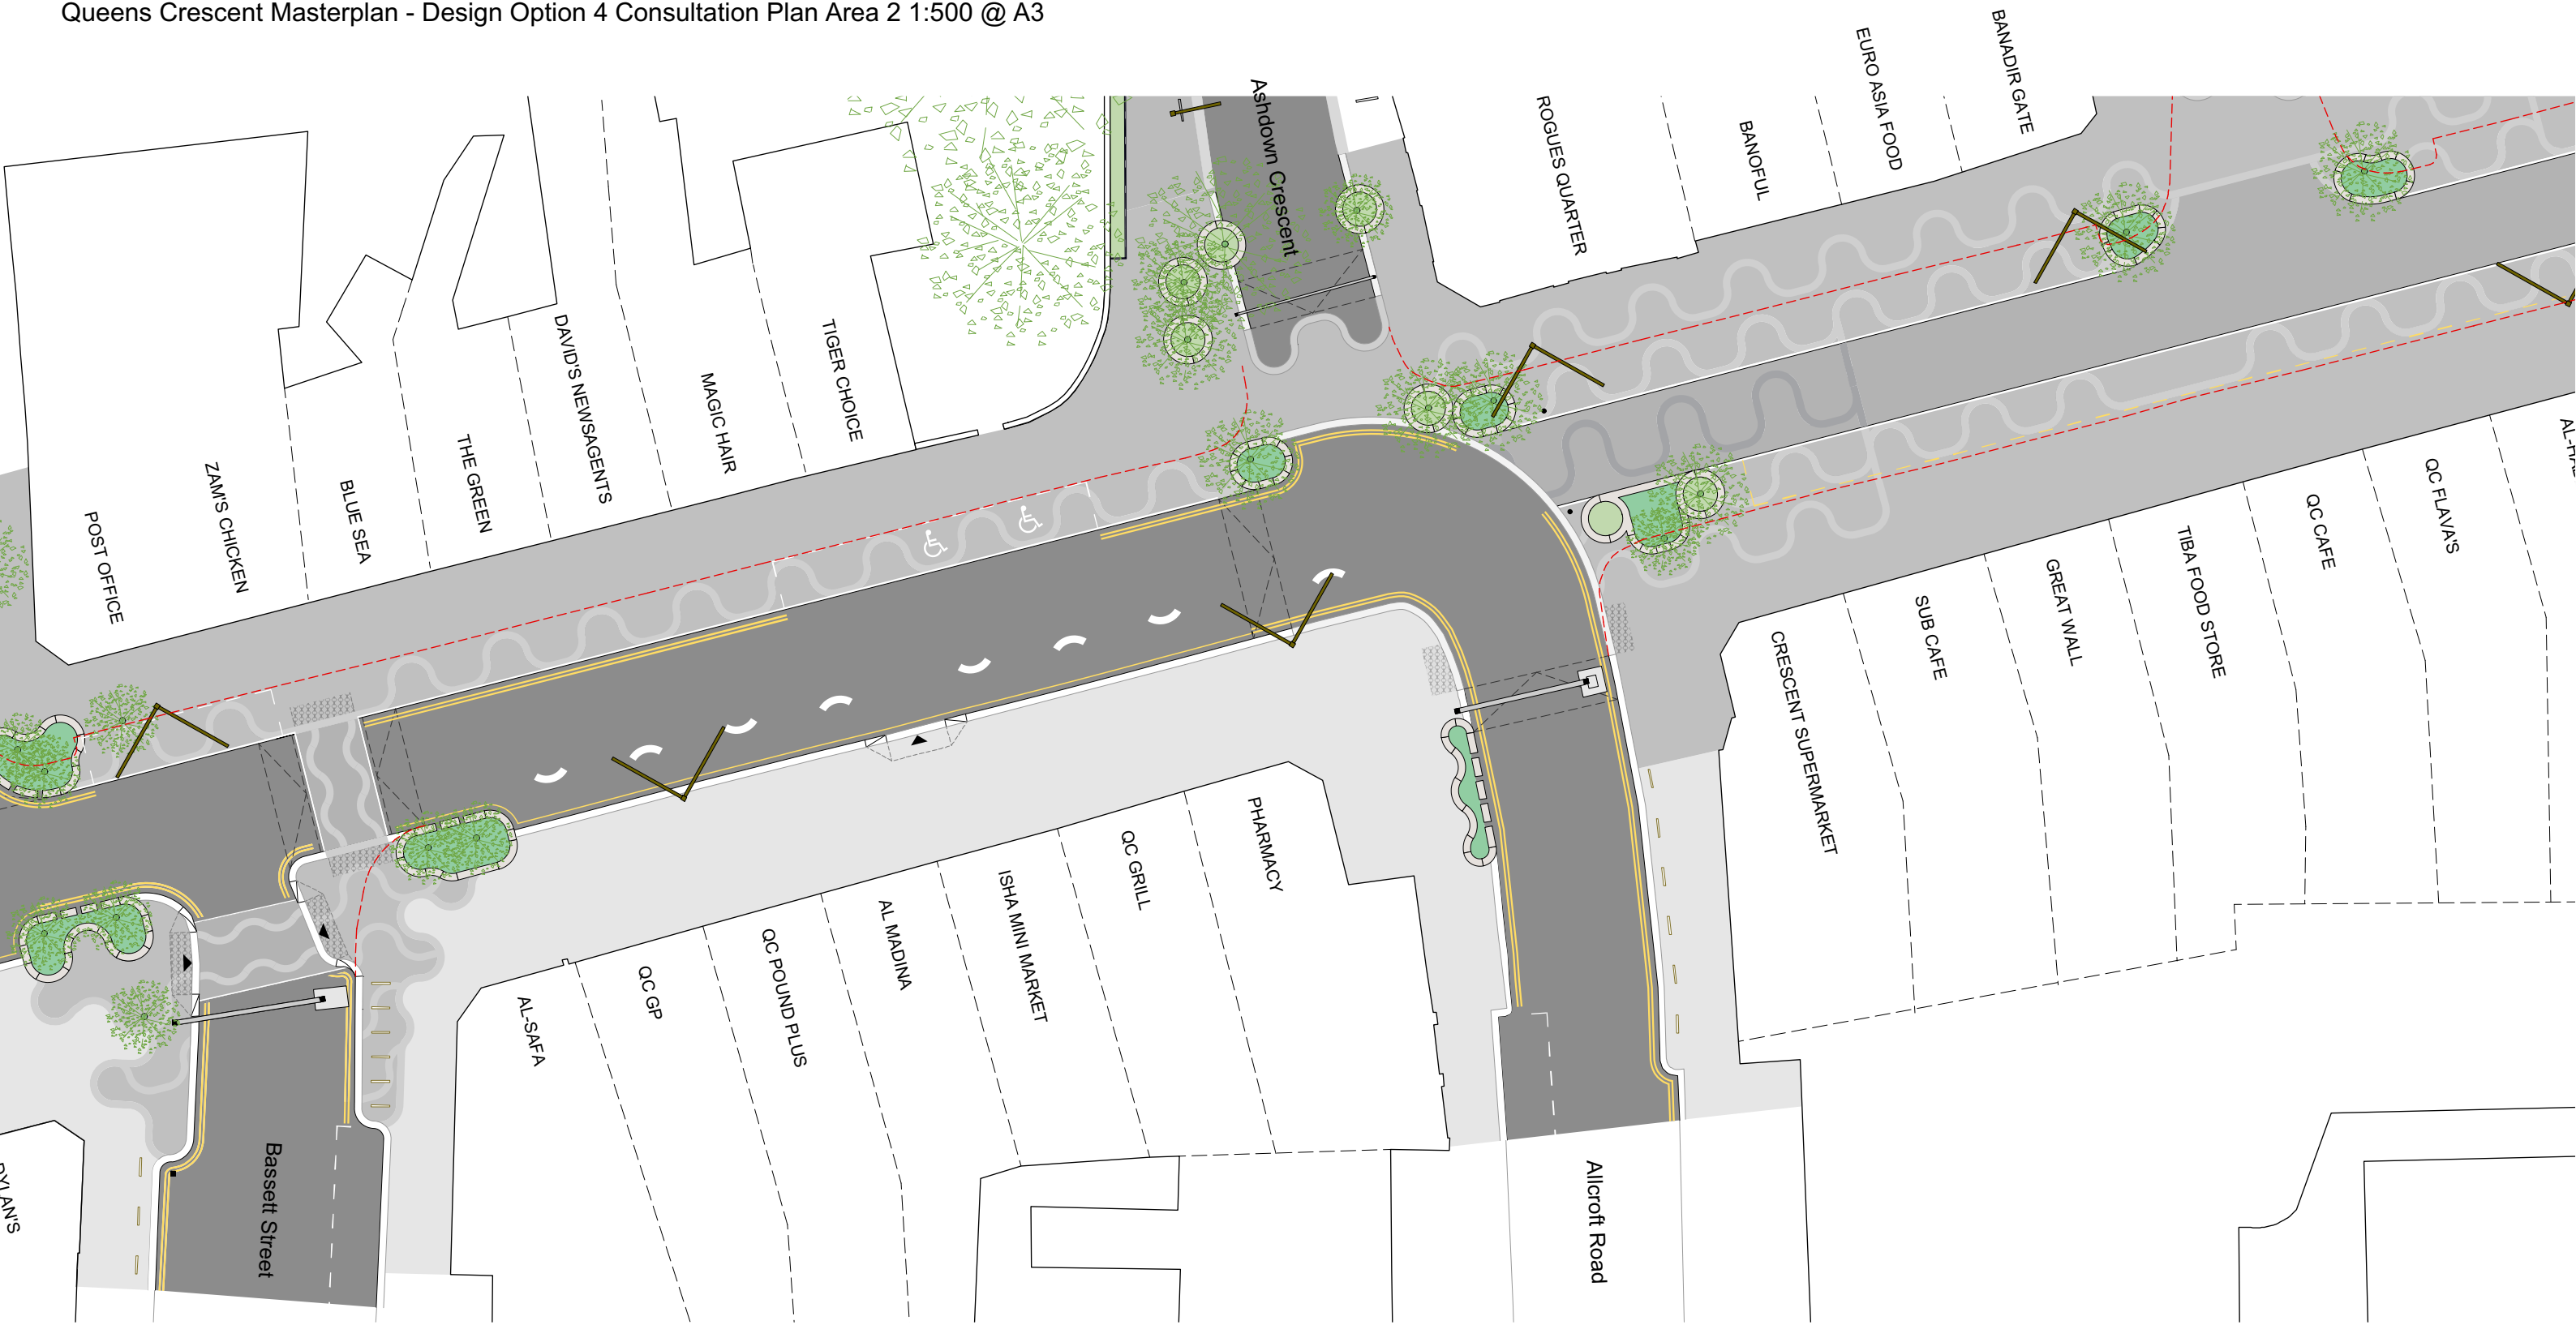 Queens Crescent Masterplan - Design Option 4 Consultation Plan Area 2 1:500 @ A3
POST OFFICE
ZAM'S CHICKEN
BLUE SEA
THE GREEN
DAVID'S NEWSAGENTS
MAGIC HAIR
TIGER CHOICE
Ashdown Crescent
ROGUES QUARTER
BANOFUL
EURO ASIA FOOD
BANADIR GATE
AL-SAFA
QC GP
QC POUND PLUS
AL MADINA
ISHA MINI MARKET
QC GRILL
PHARMACY
CRESCENT SUPERMARKET
SUB CAFE
GREAT WALL
TIBA FOOD STORE
QC CAFE
QC FLAVA'S
Bassett Street
Allcroft Road